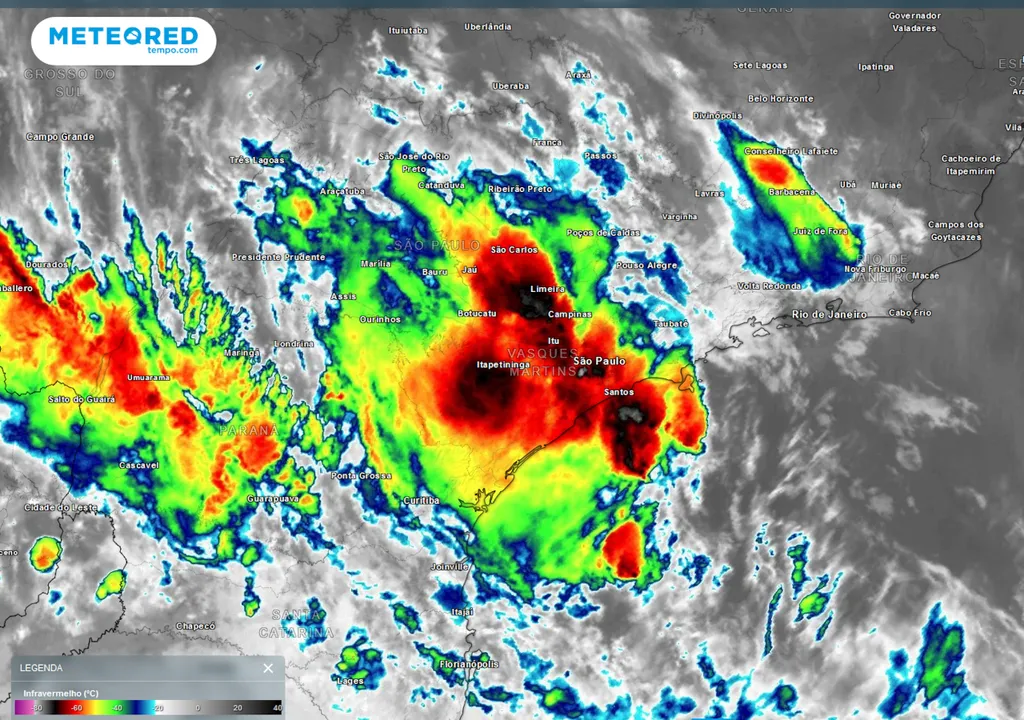 GERAIS
METEORED
tempo.com
Governador
Valadares
Ituiutaba
Uberlândia
Sete Lagoas
Ipatinga
GROSSO DO
SUL
Araxá
Uberaba
Belo Horizonte
Divinópolis
Campo Grande
Franca
Conselheiro Lafaiete
Passos
São José do Rio
Preto
Três Lagoas
Cachoeiro de
Itapemirim
Catanduva
Ribeirão Preto
Araçatuba
Barbacena
Ubá
Muriaé
Lavras
Varginha
Campos dos
Goytacazes
Poços de Caldas
Juiz de Fora
SÃO PAULO
São Carlos
Presidente Prudente
Marília
Bauru
Jaú
Pouso Alegre
RIO DE
JANEIRO
Nova Friburgo
Macaé
Dourados
Volta Redonda
Limeira
Assis
Ourinhos
Botucatu
Campinas
Taubaté
Rio de Janeiro
Cabo Frio
Itu
Londrina
Maringá
VASQUES
MARTINS
Itapetininga
São Paulo
Umuarama
Santos
Salto do Guairá
PARANÁ
Cascavel
Ponta Grossa
Guarapuava
Curitiba
Cidade do Leste
Joinville
Itajaí
SANTA
CATARINA
Chapecó
Florianópolis
Lages
LEGENDA
Infravermelho (°C)
-80 -60 -40 -20 0 20 40